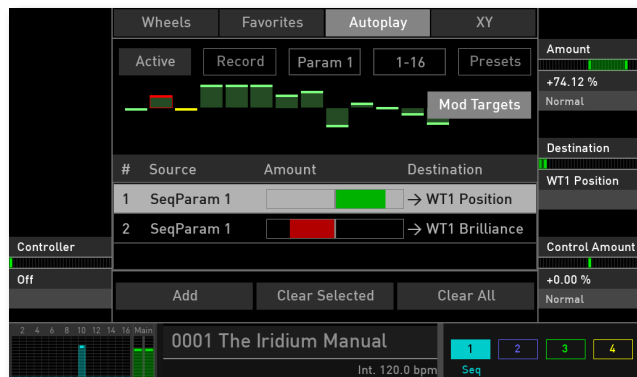 Wheels Favorites Autoplay XY
Active Record Param 1 1-16 Presets
Mod Targets
# Source Amount Destination
1 SeqParam 1 → WT1 Position
2 SeqParam 1 → WT1 Brilliance
Add Clear Selected Clear All
Controller
Off
Amount
+74.12 %
Normal
Destination
WT1 Position
Control Amount
+0.00 %
Normal
2 4 6 8 10 12 14 16 Main
0001 The Iridium Manual
Int. 120.0 bpm
1 2 3 4
Seq